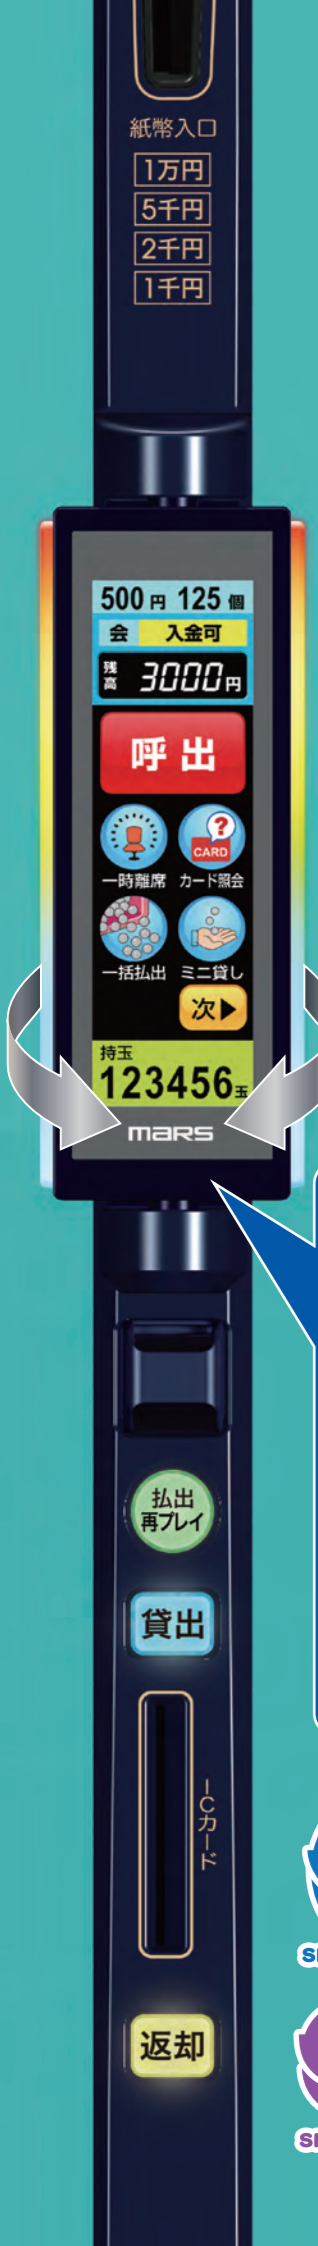 紙幣入口
1万円
5千円
2千円
1千円
500円 125個
会 入金可
残高 3000円
呼出
?
CARD
一時離席 カード照会
一括払出 ミニ貸し
次▶
持玉
123456玉
mars
払出
再プレイ
貸出
ICカード
返却